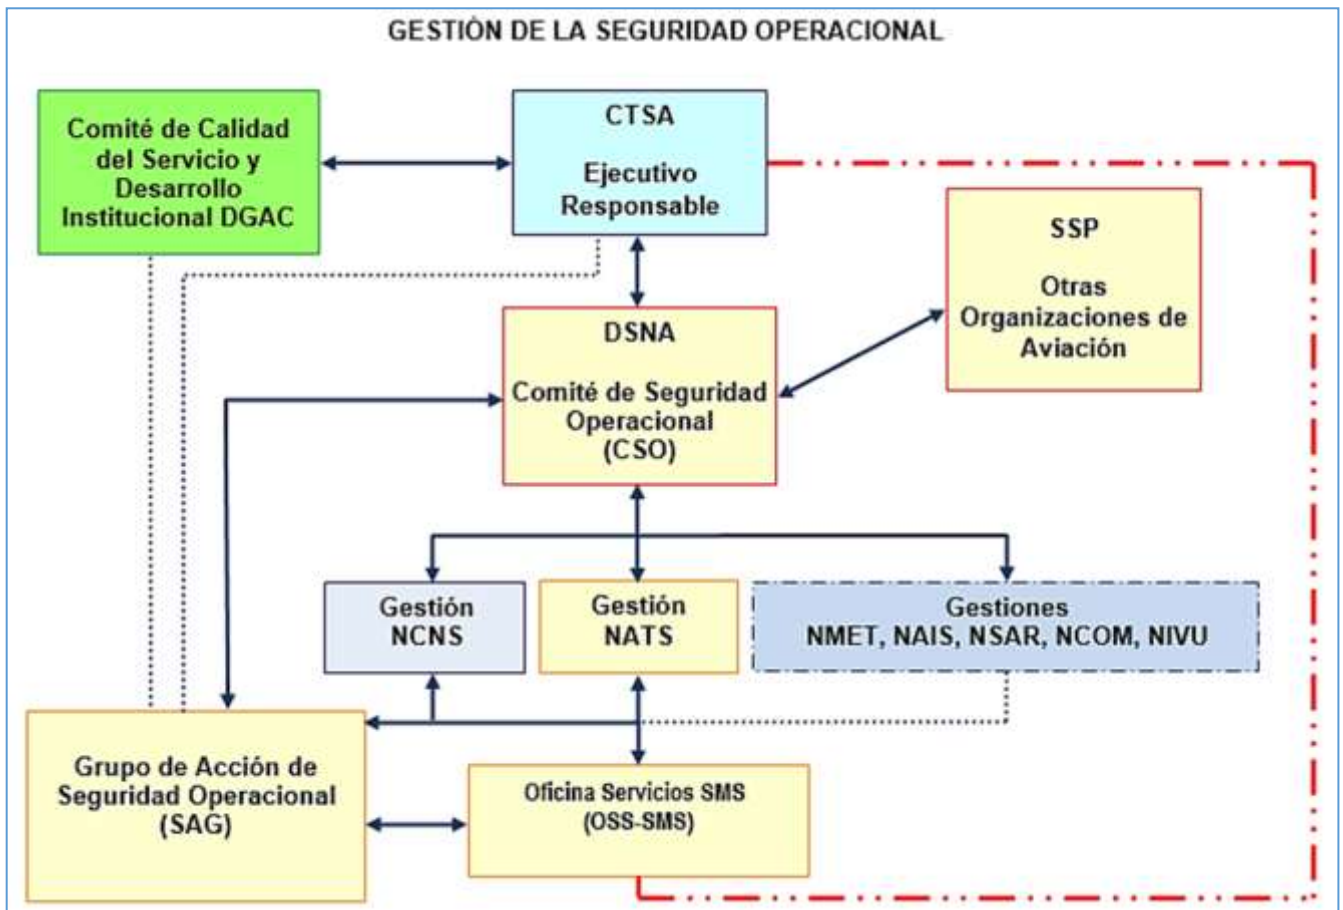 GESTIÓN DE LA SEGURIDAD OPERACIONAL
Comité de Calidad
del Servicio y
Desarrollo
Institucional DGAC
CTSA
Ejecutivo
Responsable
SSP
Otras
Organizaciones de
Aviación
DSNA
Comité de Seguridad
Operacional
(CSO)
Gestión
NCNS
Gestión
NATS
Gestiones
NMET, NAIS, NSAR, NCOM, NIVU
Grupo de Acción de
Seguridad Operacional
(SAG)
Oficina Servicios SMS
(OSS-SMS)